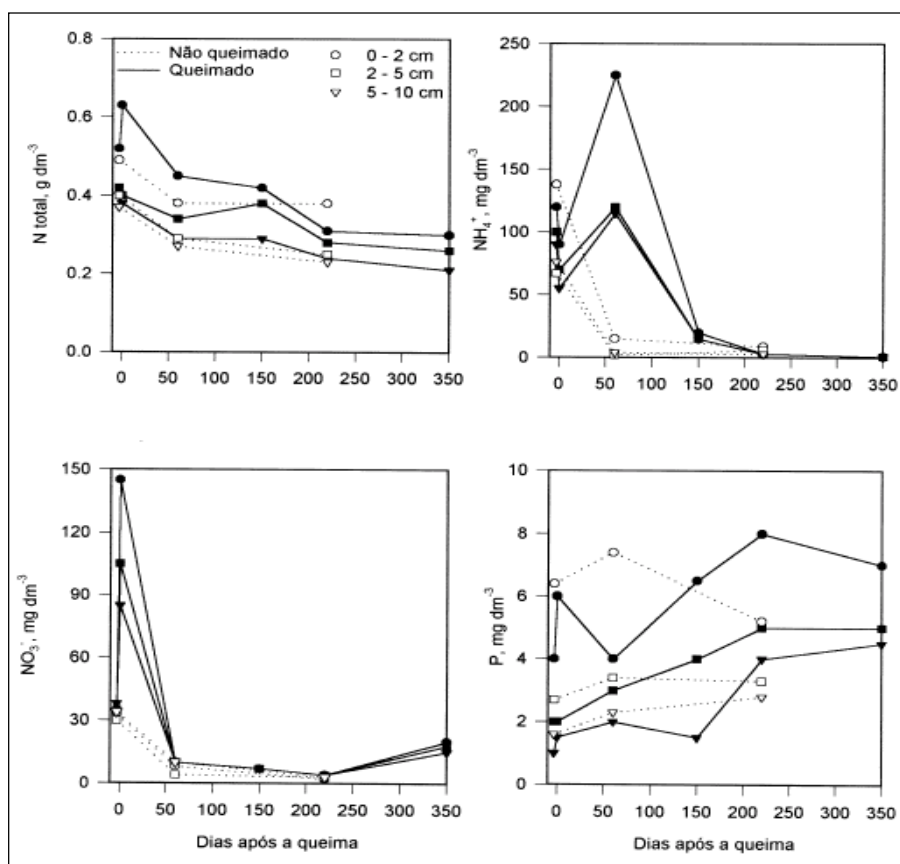 Não queimado
Queimado
0 - 2 cm
2 - 5 cm
5 - 10 cm
N total, g dm⁻³
0.8
0.6
0.4
0.2
0.0
0 50 100 150 200 250 300 350
NH₄⁺, mg dm⁻³
250
200
150
100
50
0
0 50 100 150 200 250 300 350
NO₃⁻, mg dm⁻³
150
120
90
60
30
0
0 50 100 150 200 250 300 350
Dias após a queima
P, mg dm⁻³
10
8
6
4
2
0
0 50 100 150 200 250 300 350
Dias após a queima